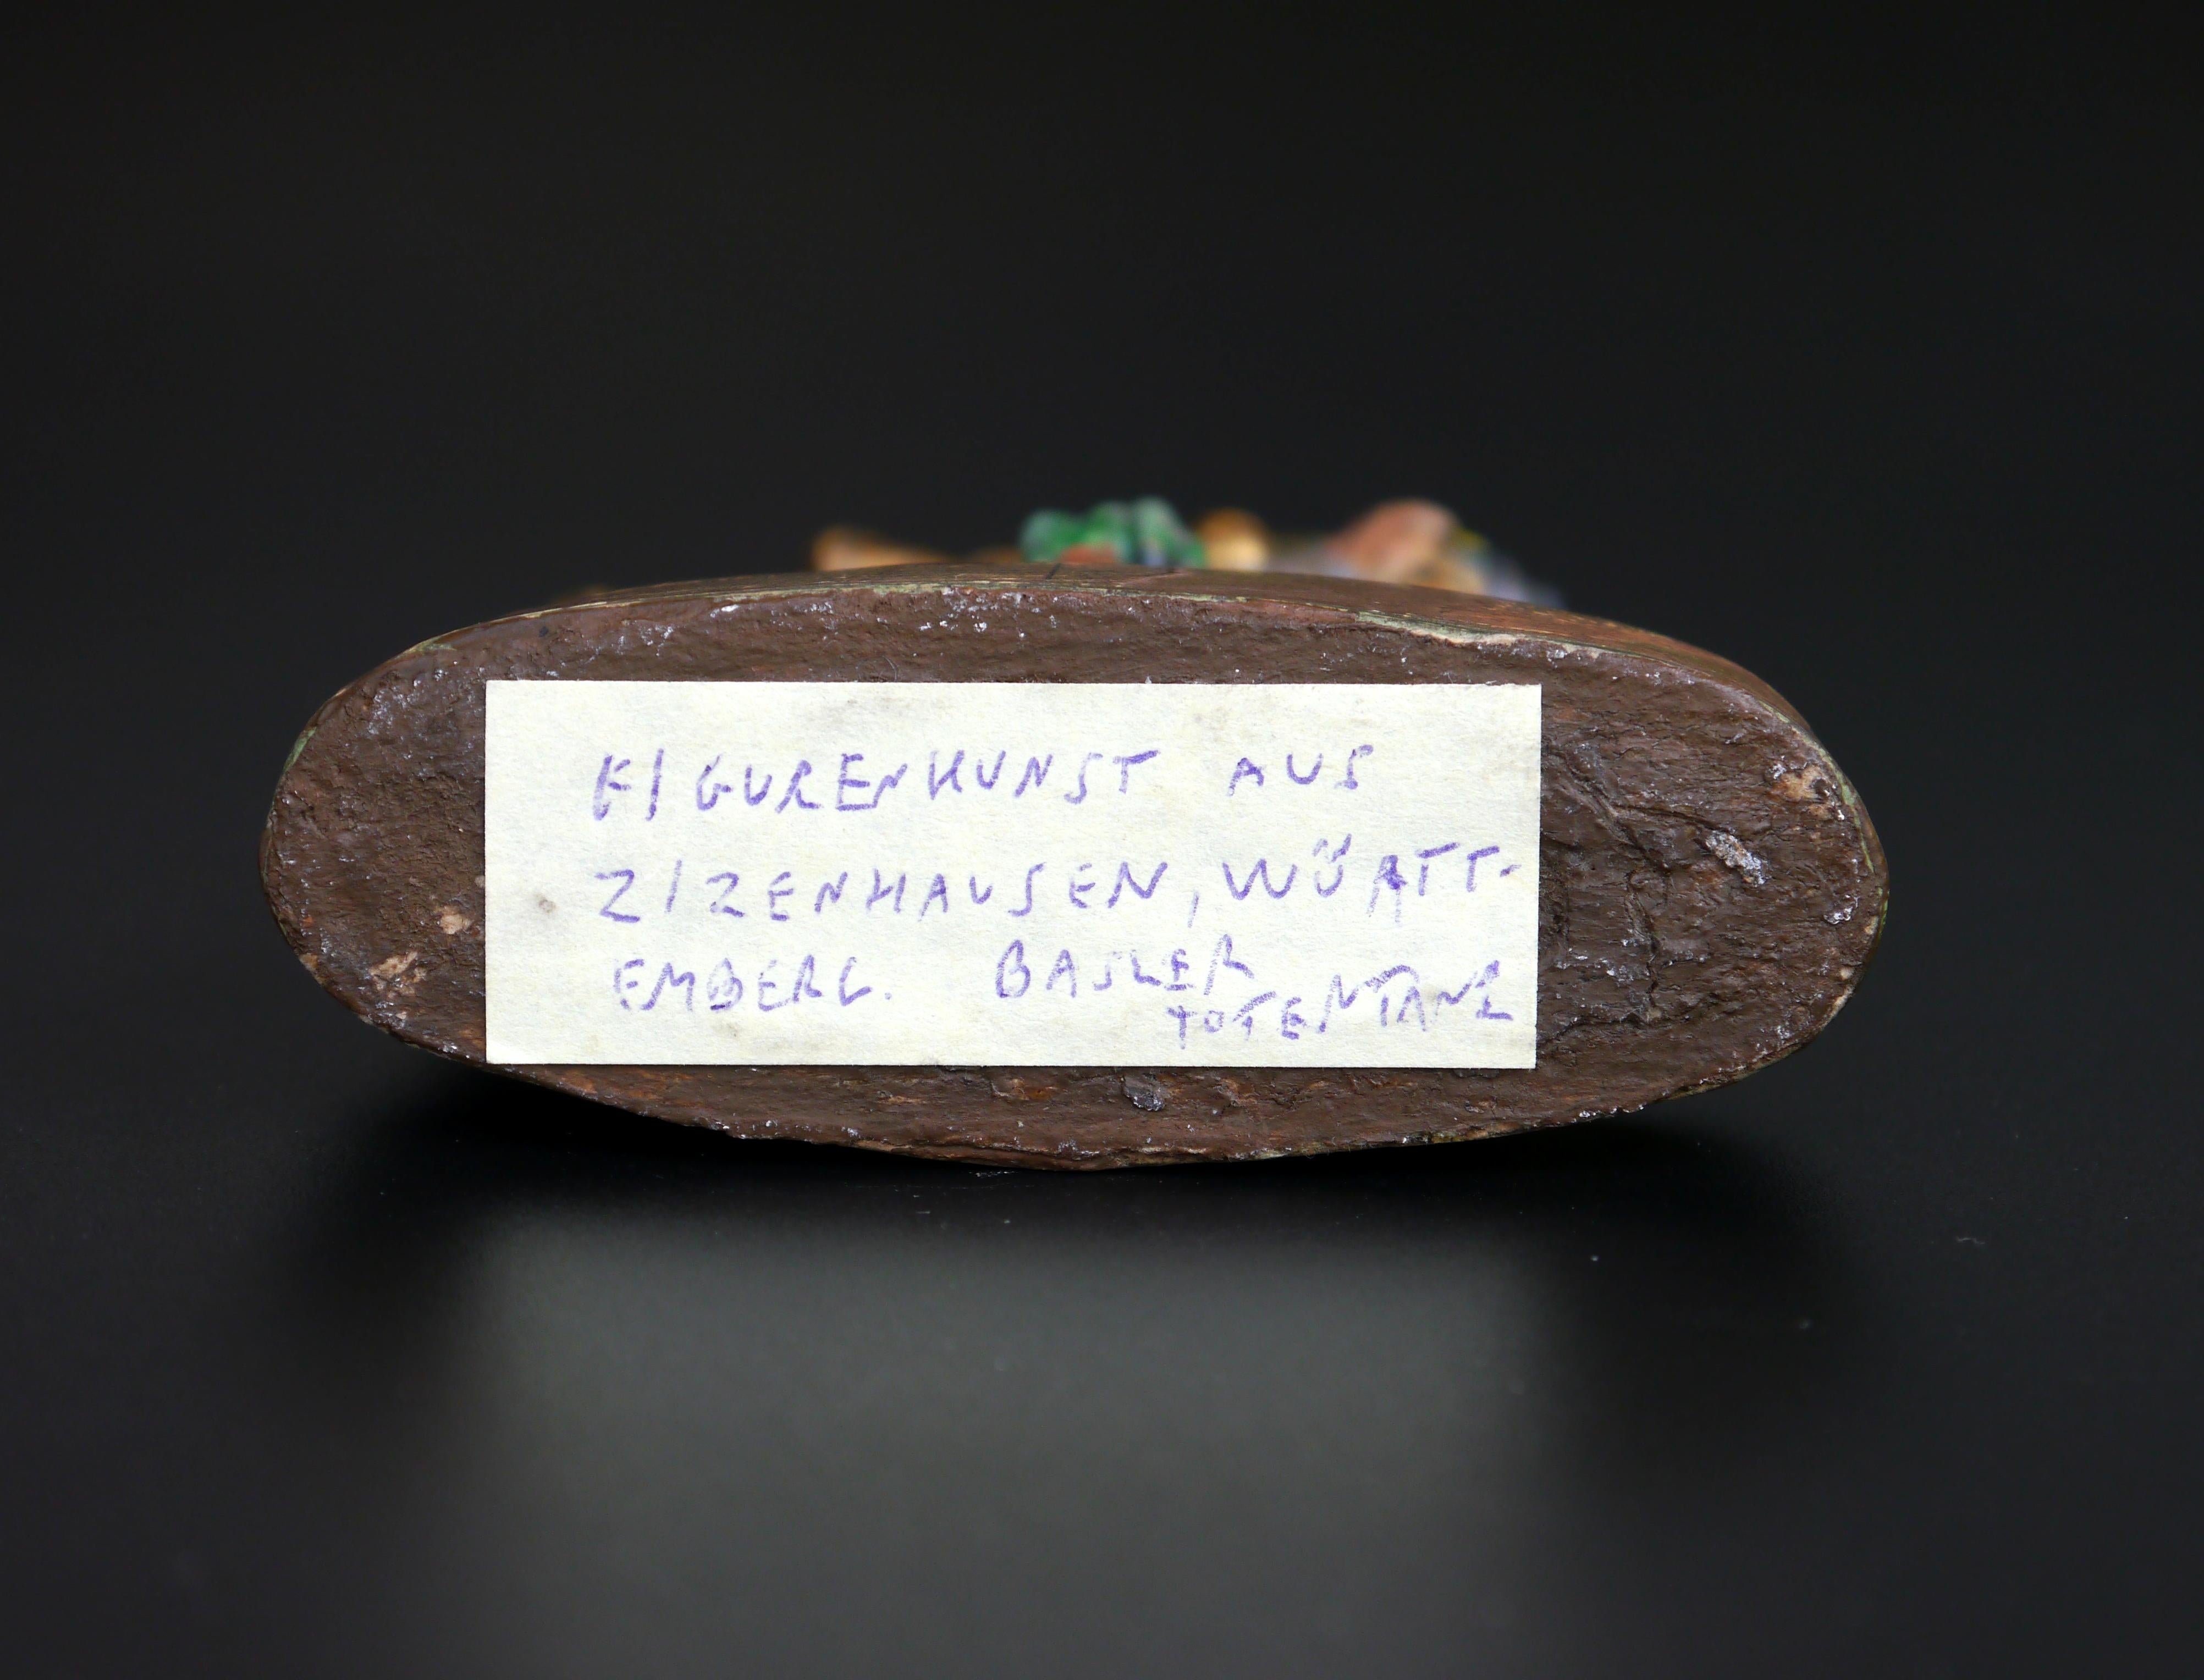 FIGURENKUNST AUS
ZIZENHAUSEN, WÜRTT-
EMBERG. BASLER
TOTENTANZ